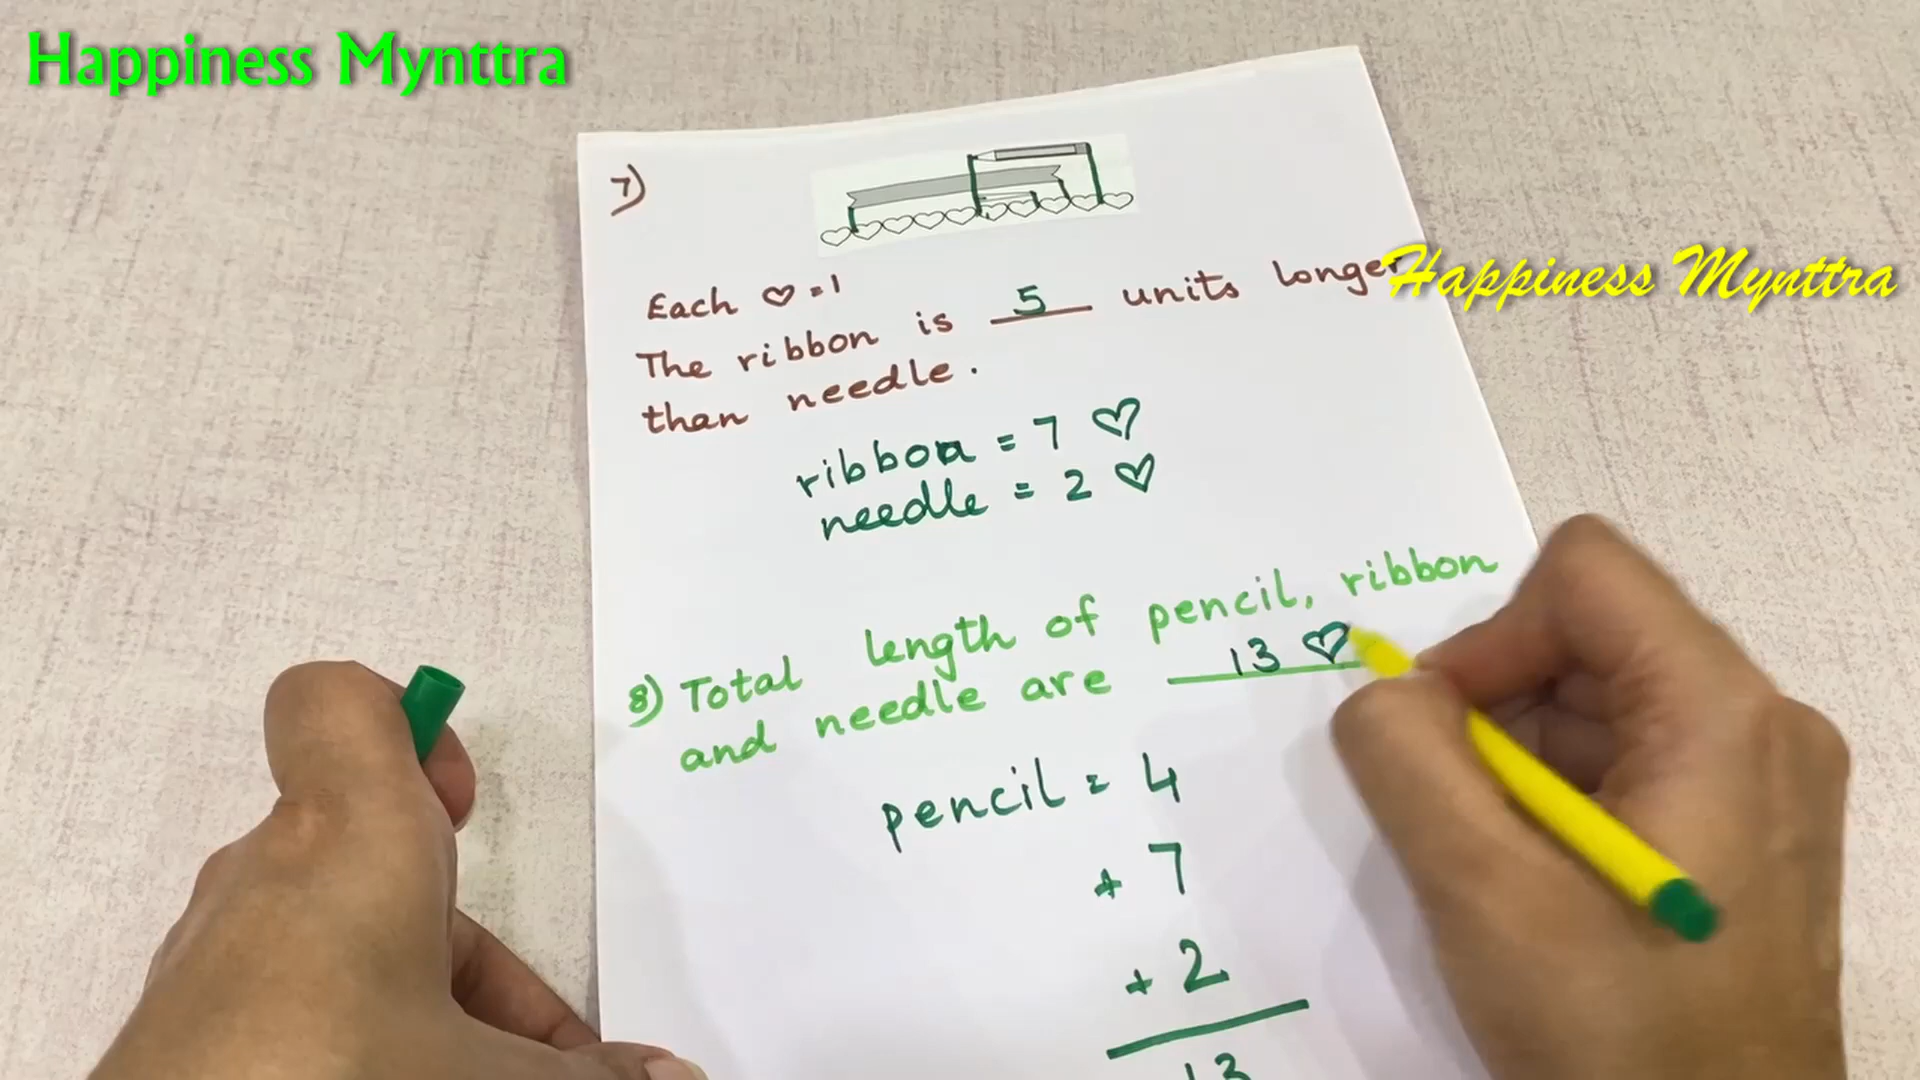 Happiness Mynttra
7)
Each ♡ = 1
The ribbon is 5 units longer
Happiness Mynttra
than needle.
ribbon = 7 ♡
needle = 2 ♡
8) Total length of pencil, ribbon
and needle are 13 ♡
pencil = 4
+ 7
+ 2
13